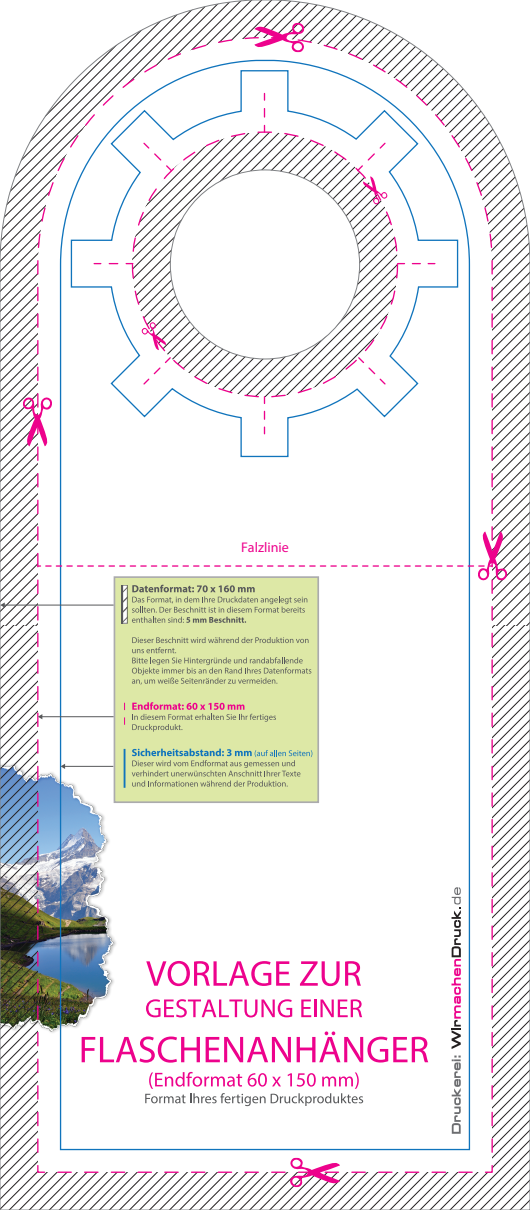 Falzlinie
Datenformat: 70 x 160 mm
Das Format, in dem Ihre Druckdaten angelegt sein
sollten. Der Beschnitt ist in diesem Format bereits
enthalten sind: 5 mm Beschnitt.
Dieser Beschnitt wird während der Produktion von
uns entfernt.
Bitte legen Sie Hintergründe und randabfallende
Objekte immer bis an den Rand Ihres Datenformats
an, um weiße Seitenränder zu vermeiden.
Endformat: 60 x 150 mm
In diesem Format erhalten Sie Ihr fertiges
Druckprodukt.
Sicherheitsabstand: 3 mm (auf allen Seiten)
Dieser wird vom Endformat aus gemessen und
verhindert unerwünschten Anschnitt Ihrer Texte
und Informationen während der Produktion.
VORLAGE ZUR
GESTALTUNG EINER
FLASCHENANHÄNGER
(Endformat 60 x 150 mm)
Format Ihres fertigen Druckproduktes
Druckerei: WIrmachenDruck.de